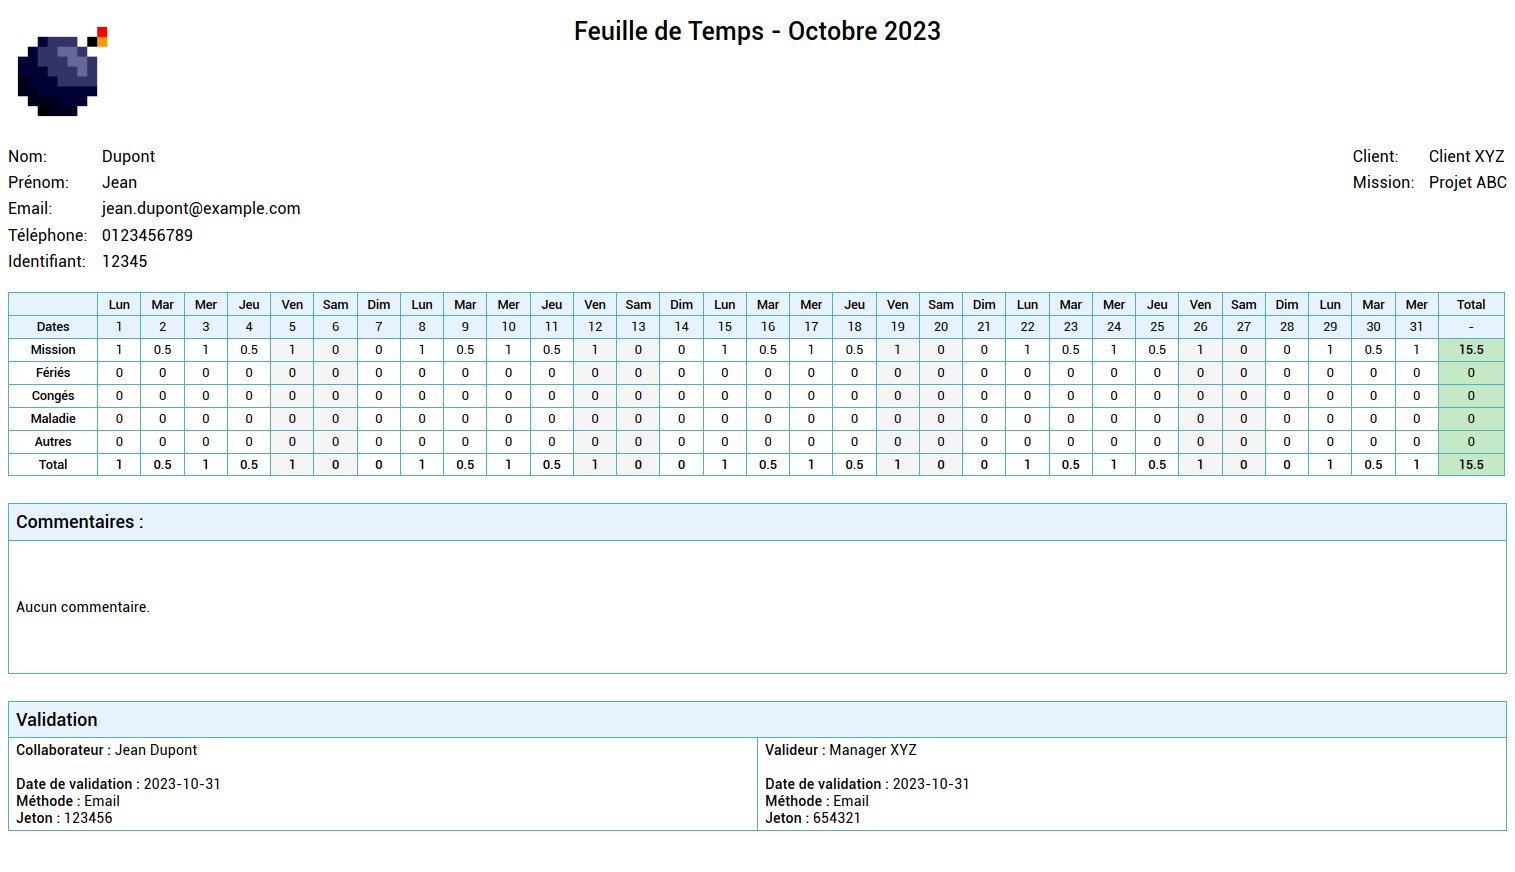 Feuille de Temps - Octobre 2023
Nom: Dupont
Prénom: Jean
Email: jean.dupont@example.com
Téléphone: 0123456789
Identifiant: 12345
Client: Client XYZ
Mission: Projet ABC
Lun Mar Mer Jeu Ven Sam Dim Lun Mar Mer Jeu Ven Sam Dim Lun Mar Mer Jeu Ven Sam Dim Lun Mar Mer Jeu Ven Sam Dim Lun Mar Mer Total
Dates 1 2 3 4 5 6 7 8 9 10 11 12 13 14 15 16 17 18 19 20 21 22 23 24 25 26 27 28 29 30 31 -
Mission 1 0.5 1 0.5 1 0 0 1 0.5 1 0.5 1 0 0 1 0.5 1 0.5 1 0 0 1 0.5 1 0.5 1 0 0 1 0.5 1 15.5
Fériés 0 0 0 0 0 0 0 0 0 0 0 0 0 0 0 0 0 0 0 0 0 0 0 0 0 0 0 0 0 0 0 0
Congés 0 0 0 0 0 0 0 0 0 0 0 0 0 0 0 0 0 0 0 0 0 0 0 0 0 0 0 0 0 0 0 0
Maladie 0 0 0 0 0 0 0 0 0 0 0 0 0 0 0 0 0 0 0 0 0 0 0 0 0 0 0 0 0 0 0 0
Autres 0 0 0 0 0 0 0 0 0 0 0 0 0 0 0 0 0 0 0 0 0 0 0 0 0 0 0 0 0 0 0 0
Total 1 0.5 1 0.5 1 0 0 1 0.5 1 0.5 1 0 0 1 0.5 1 0.5 1 0 0 1 0.5 1 0.5 1 0 0 1 0.5 1 15.5
Commentaires :
Aucun commentaire.
Validation
Collaborateur : Jean Dupont
Date de validation : 2023-10-31
Méthode : Email
Jeton : 123456
Valideur : Manager XYZ
Date de validation : 2023-10-31
Méthode : Email
Jeton : 654321